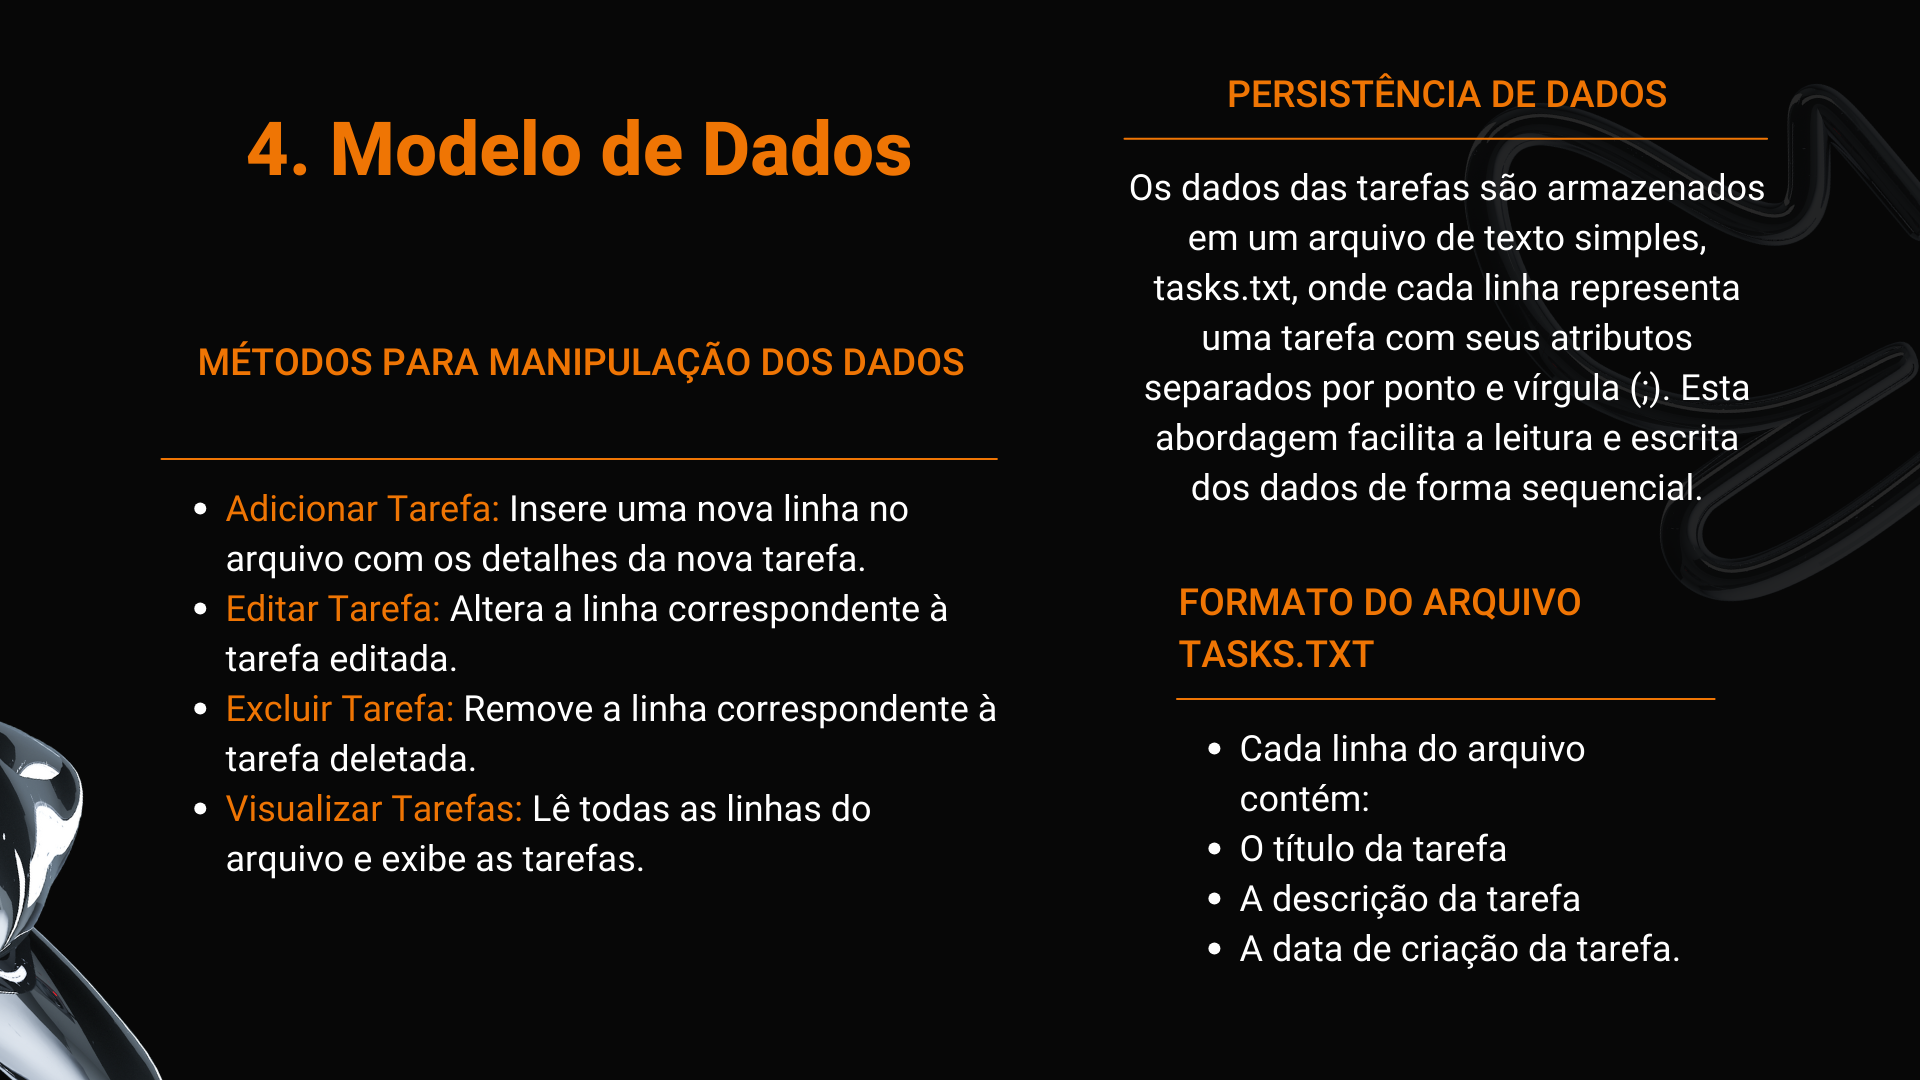 4. Modelo de Dados
MÉTODOS PARA MANIPULAÇÃO DOS DADOS
• Adicionar Tarefa: Insere uma nova linha no
arquivo com os detalhes da nova tarefa.
• Editar Tarefa: Altera a linha correspondente à
tarefa editada.
• Excluir Tarefa: Remove a linha correspondente à
tarefa deletada.
• Visualizar Tarefas: Lê todas as linhas do
arquivo e exibe as tarefas.
PERSISTÊNCIA DE DADOS
Os dados das tarefas são armazenados
em um arquivo de texto simples,
tasks.txt, onde cada linha representa
uma tarefa com seus atributos
separados por ponto e vírgula (;). Esta
abordagem facilita a leitura e escrita
dos dados de forma sequencial.
FORMATO DO ARQUIVO
TASKS.TXT
• Cada linha do arquivo
contém:
• O título da tarefa
• A descrição da tarefa
• A data de criação da tarefa.